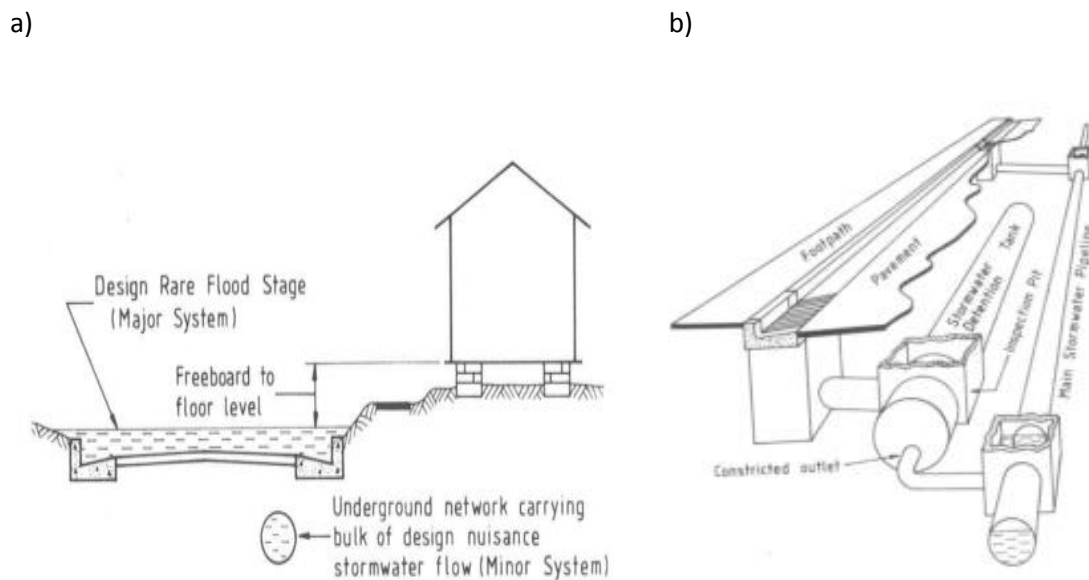 a)
b)
Design Rare Flood Stage
(Major System)
Freeboard to
floor level
Underground network carrying
bulk of design nuisance
stormwater flow (Minor System)
Footpath
Pavement
Stormwater Tank
Detention
Inspection Pit
Main Stormwater Pipeline
Constricted outlet